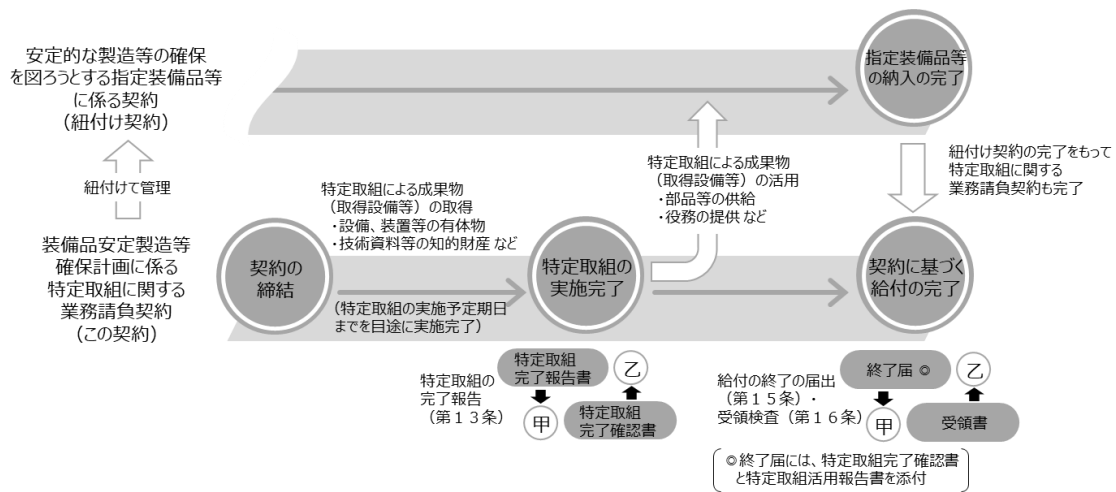 安定的な製造等の確保
を図ろうとする指定装備品等
に係る契約
（紐付け契約）
指定装備品等
の納入の完了
紐付けて管理
特定取組による成果物
（取得設備等）の活用
・部品等の供給
・役務の提供 など
紐付け契約の完了をもって
特定取組に関する
業務請負契約も完了
特定取組による成果物
（取得設備等）の取得
・設備、装置等の有体物
・技術資料等の知的財産 など
装備品安定製造等
確保計画に係る
特定取組に関する
業務請負契約
（この契約）
契約の
締結
特定取組の
実施完了
契約に基づく
給付の完了
（特定取組の実施予定期日
までを目途に実施完了）
特定取組の
完了報告
（第１３条）
特定取組
完了報告書
乙
甲
特定取組
完了確認書
給付の終了の届出
（第１５条）・
受領検査（第１６条）
終了届 ◎
乙
甲
受領書
◎終了届には、特定取組完了確認書
と特定取組活用報告書を添付